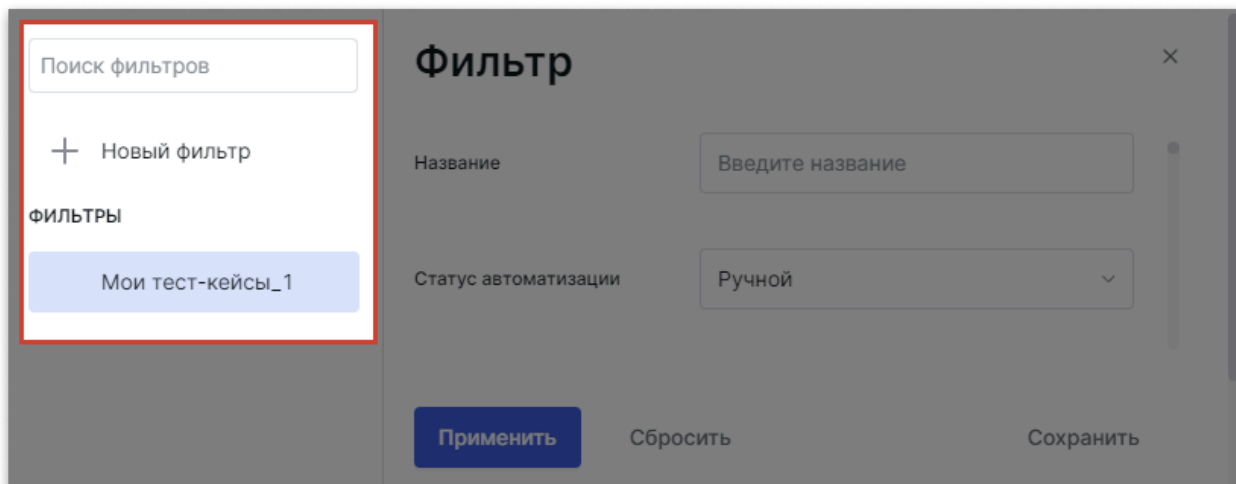 Поиск фильтров
Новый фильтр
ФИЛЬТРЫ
Мои тест-кейсы_1
Фильтр
Название
Введите название
Статус автоматизации
Ручной
Применить
Сбросить
Сохранить